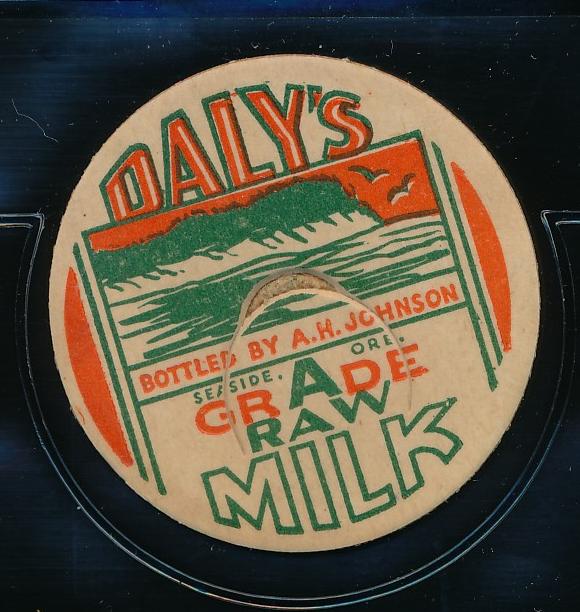 DALY'S
BOTTLED BY A.H. JOHNSON
SEASIDE, ORE.
GRADE A
RAW
MILK